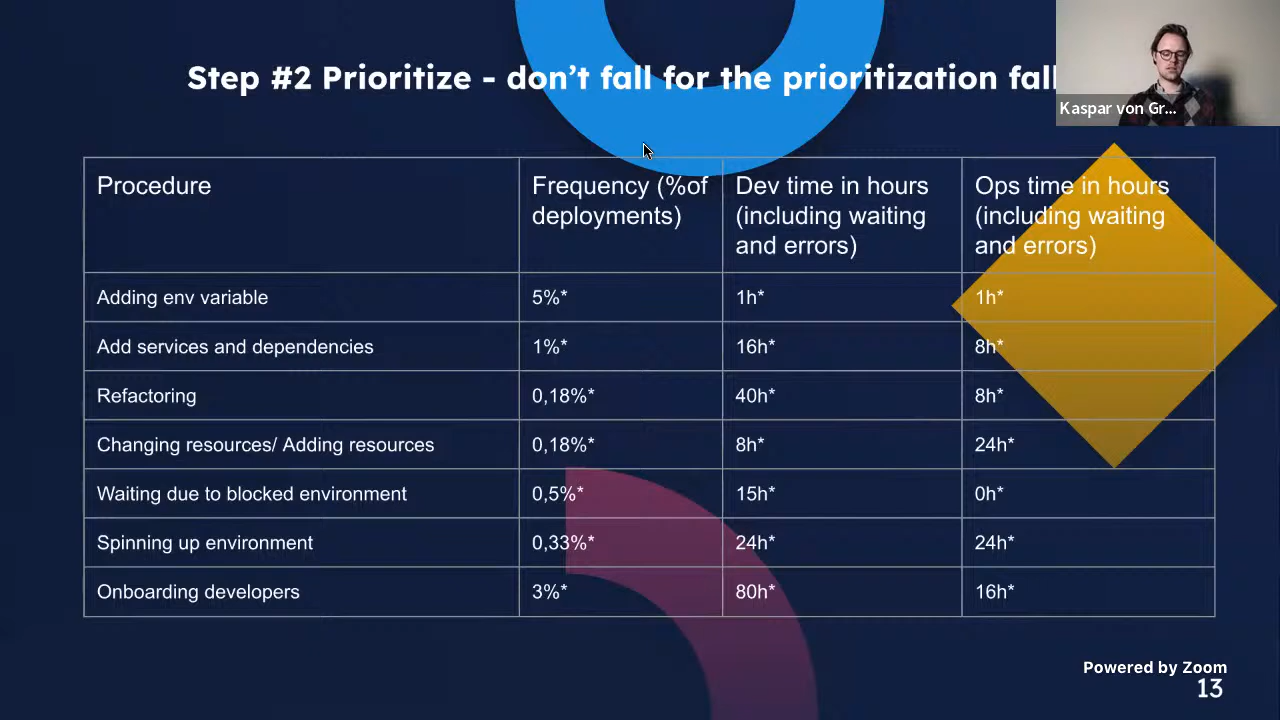 Step #2 Prioritize - don’t fall for the prioritization fall
Kaspar von Gr...
Procedure
Frequency (%of
deployments)
Dev time in hours
(including waiting
and errors)
Ops time in hours
(including waiting
and errors)
Adding env variable
5%*
1h*
1h*
Add services and dependencies
1%*
16h*
8h*
Refactoring
0,18%*
40h*
8h*
Changing resources/ Adding resources
0,18%*
8h*
24h*
Waiting due to blocked environment
0,5%*
15h*
0h*
Spinning up environment
0,33%*
24h*
24h*
Onboarding developers
3%*
80h*
16h*
Powered by Zoom
13